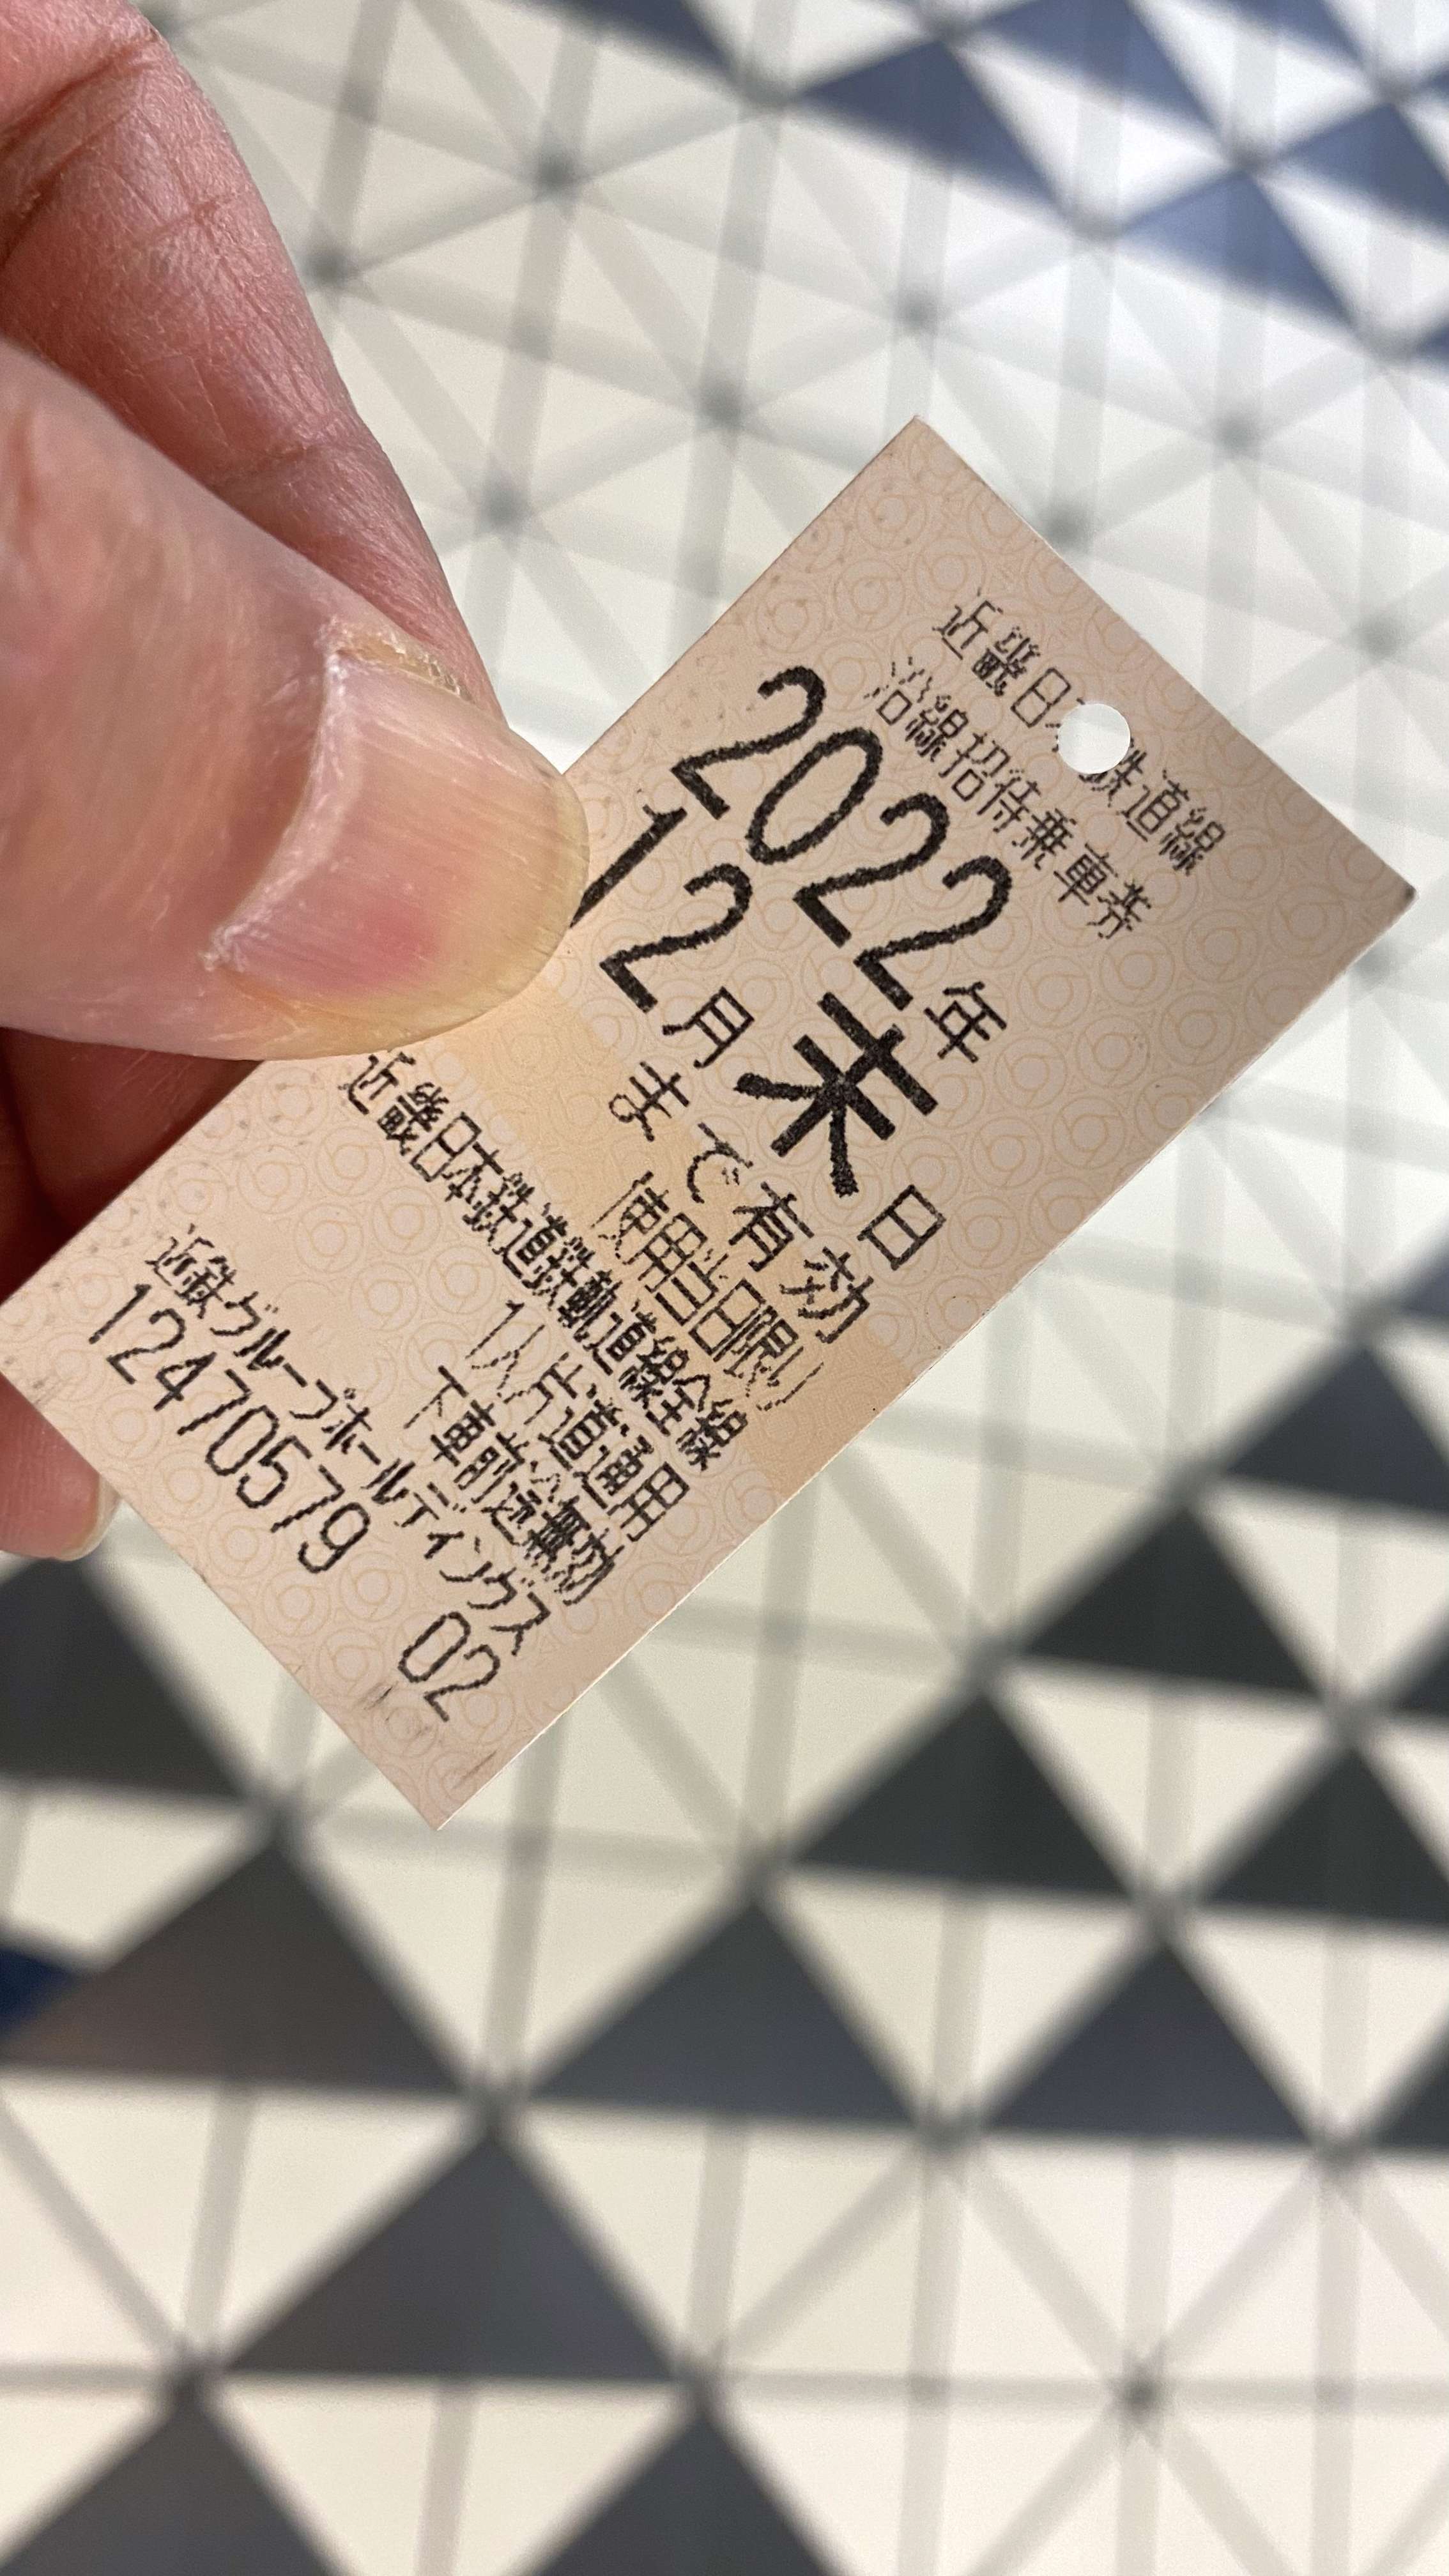 近畿日本鉄道線
沿線招待乗車券
2022年
12月末日
まで有効
(使用当日限り)
近畿日本鉄道鉄軌道線全線
1人片道通用
下車前途無効
近鉄グループホールディングス
12470579 02